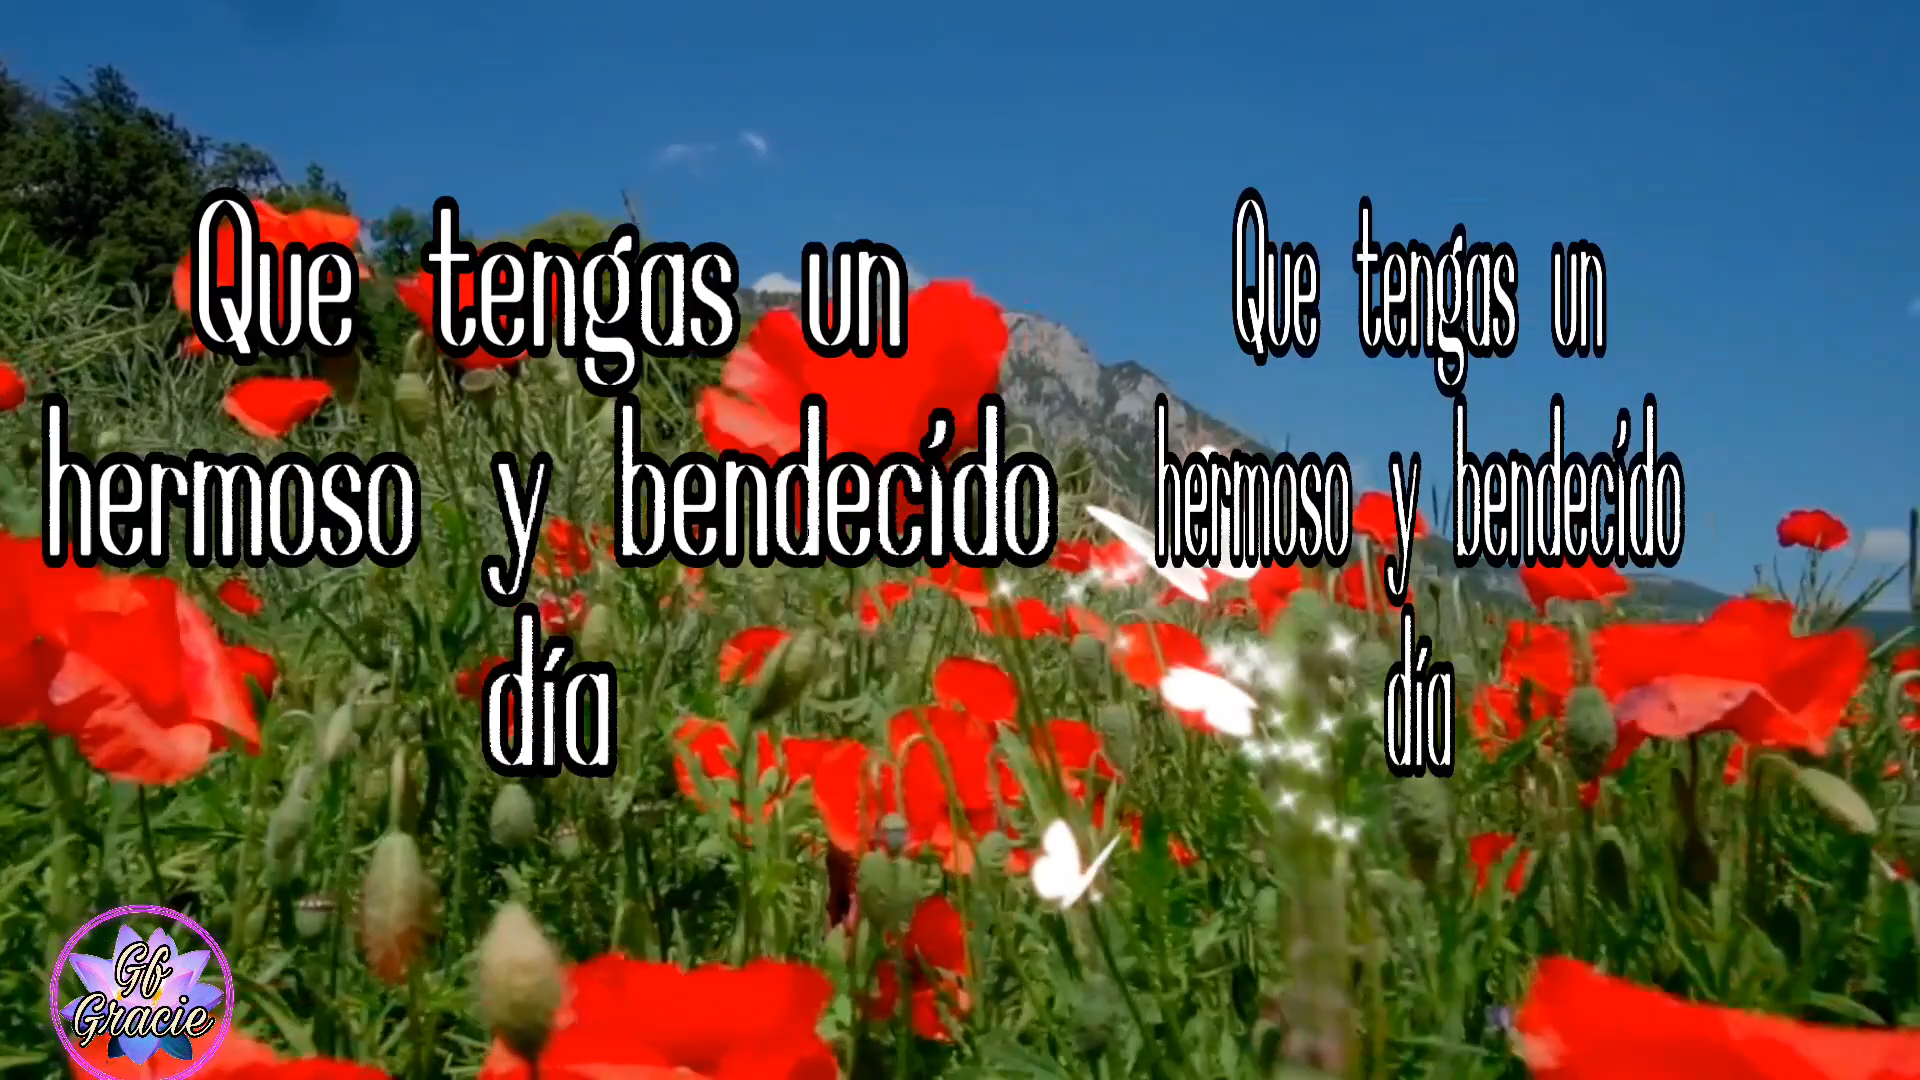 Que tengas un
hermoso y bendecído
día
Que tengas un
hermoso y bendecído
día
Gf
Gracie